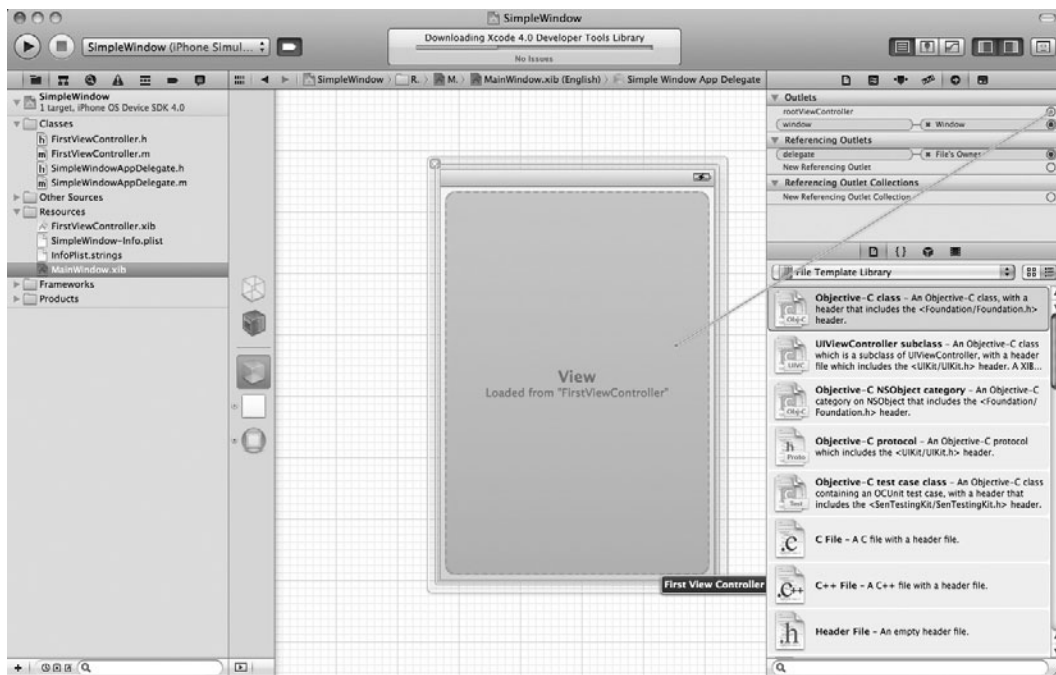 SimpleWindow
SimpleWindow (iPhone Simul...
Downloading Xcode 4.0 Developer Tools Library
No Issues
SimpleWindow
1 target, iPhone OS Device SDK 4.0
Classes
h FirstViewController.h
m FirstViewController.m
h SimpleWindowAppDelegate.h
m SimpleWindowAppDelegate.m
Other Sources
Resources
FirstViewController.xib
SimpleWindow-Info.plist
InfoPlist.strings
MainWindow.xib
Frameworks
Products
SimpleWindow R. M. MainWindow.xib (English) Simple Window App Delegate
View
Loaded from "FirstViewController"
First View Controller
Outlets
rootViewController
window Window
Referencing Outlets
delegate File's Owner
New Referencing Outlet
Referencing Outlet Collections
New Referencing Outlet Collection
{}
File Template Library
Obj-C
Objective-C class – An Objective-C class, with a
header that includes the <Foundation/Foundation.h>
header.
UIVC
UIViewController subclass – An Objective-C class
which is a subclass of UIViewController, with a header
file which includes the <UIKit/UIKit.h> header. A XIB...
Obj-C
Objective-C NSObject category – An Objective-C
category on NSObject that includes the <Foundation/
Foundation.h> header.
h
Proto
Objective-C protocol – An Objective-C protocol
which includes the <UIKit/UIKit.h> header.
Test
Objective-C test case class – An Objective-C class
containing an OCUnit test case, with a header that
includes the <SenTestingKit/SenTestingKit.h> header.
.c
C File – A C file with a header file.
.C++
C++ File – A C++ file with a header file.
.h
Header File – An empty header file.